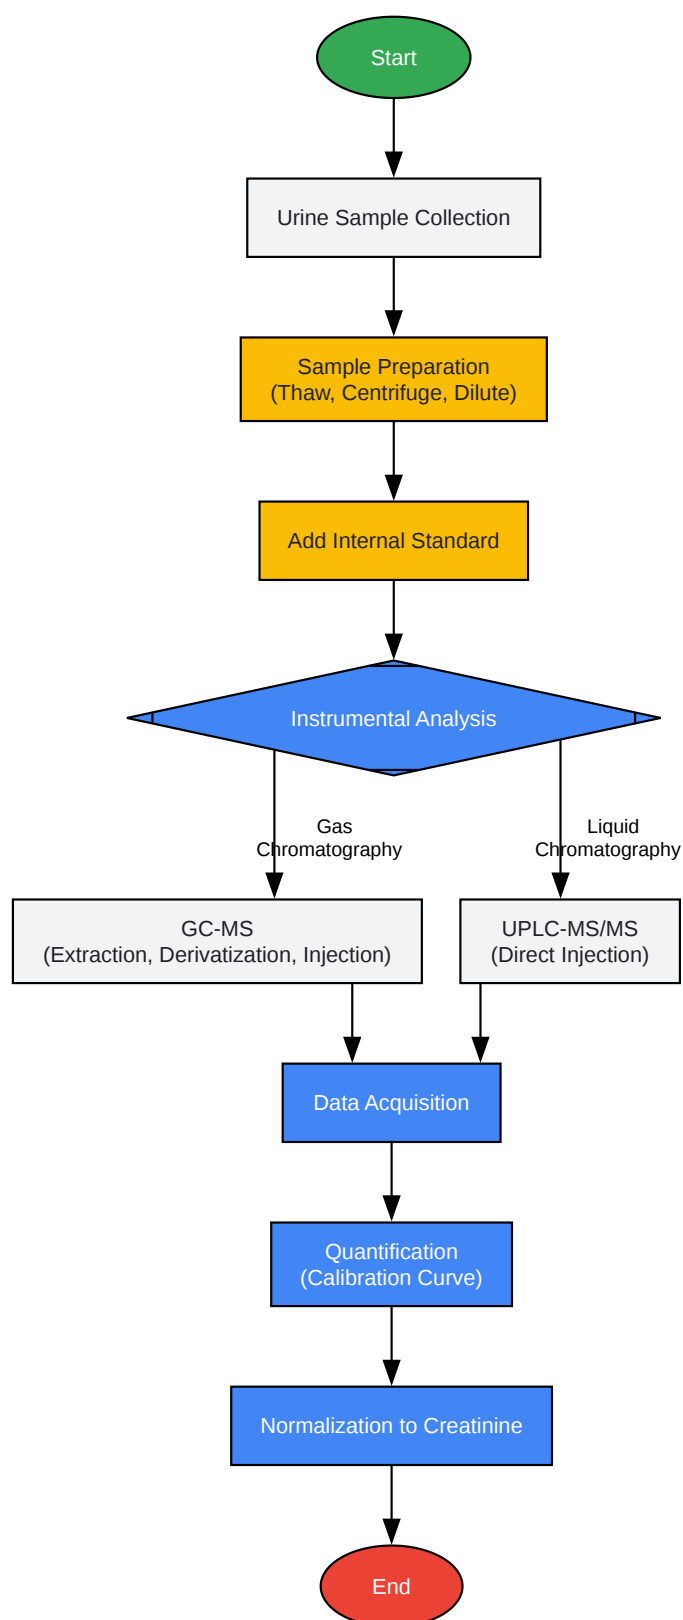 Start
Urine Sample Collection
Sample Preparation
(Thaw, Centrifuge, Dilute)
Add Internal Standard
Instrumental Analysis
Gas
Chromatography
Liquid
Chromatography
GC-MS
(Extraction, Derivatization, Injection)
UPLC-MS/MS
(Direct Injection)
Data Acquisition
Quantification
(Calibration Curve)
Normalization to Creatinine
End